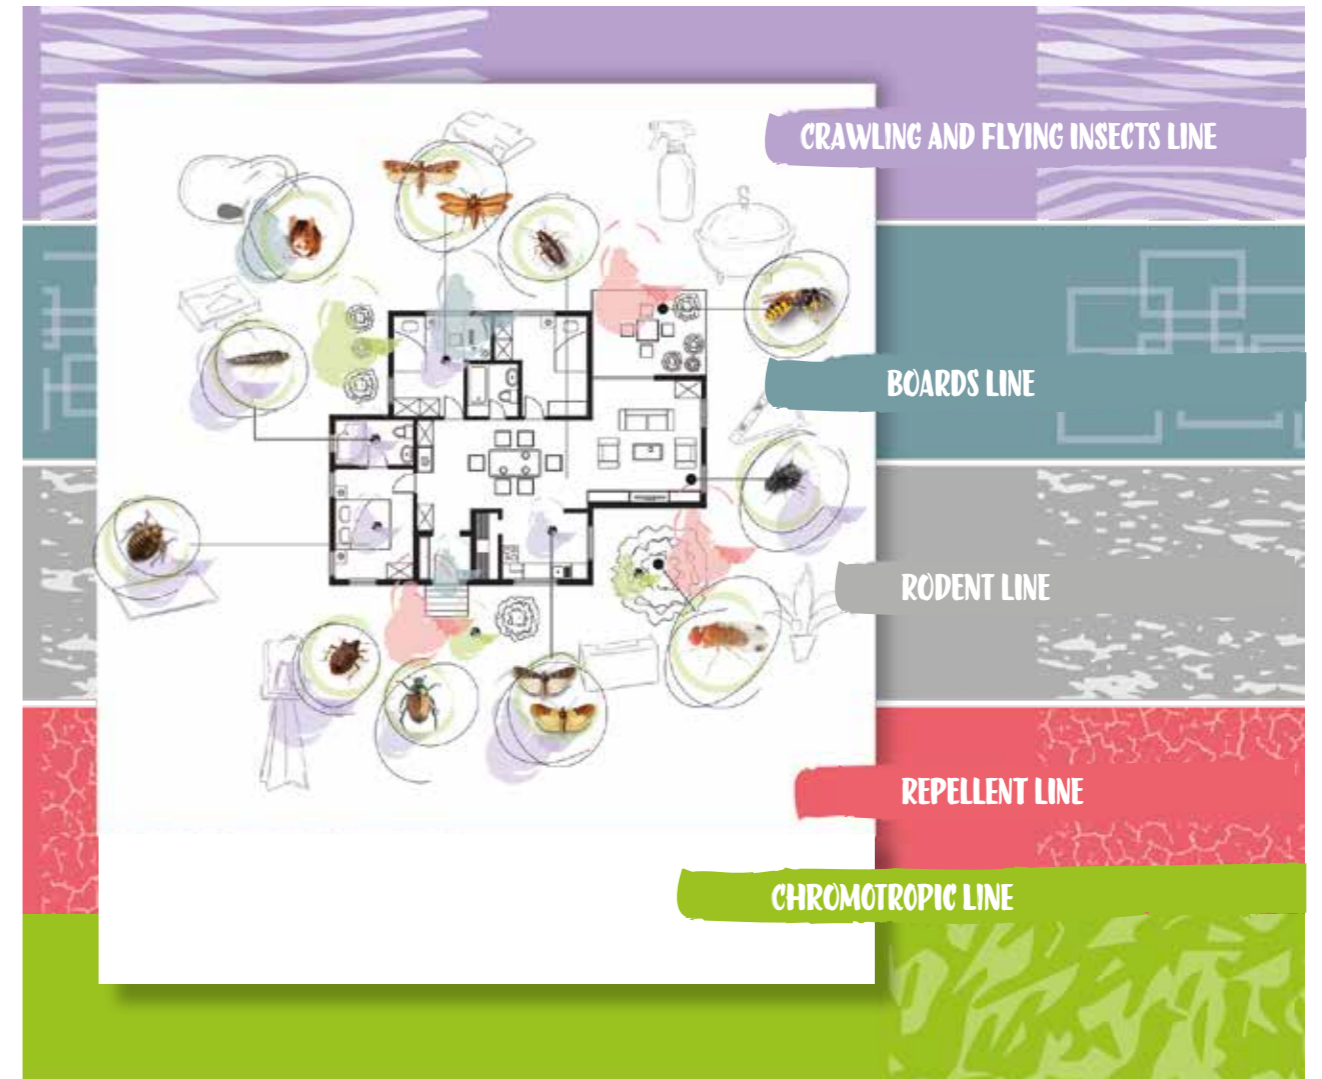 CRAWLING AND FLYING INSECTS LINE
BOARDS LINE
RODENT LINE
REPELLENT LINE
CHROMOTROPIC LINE